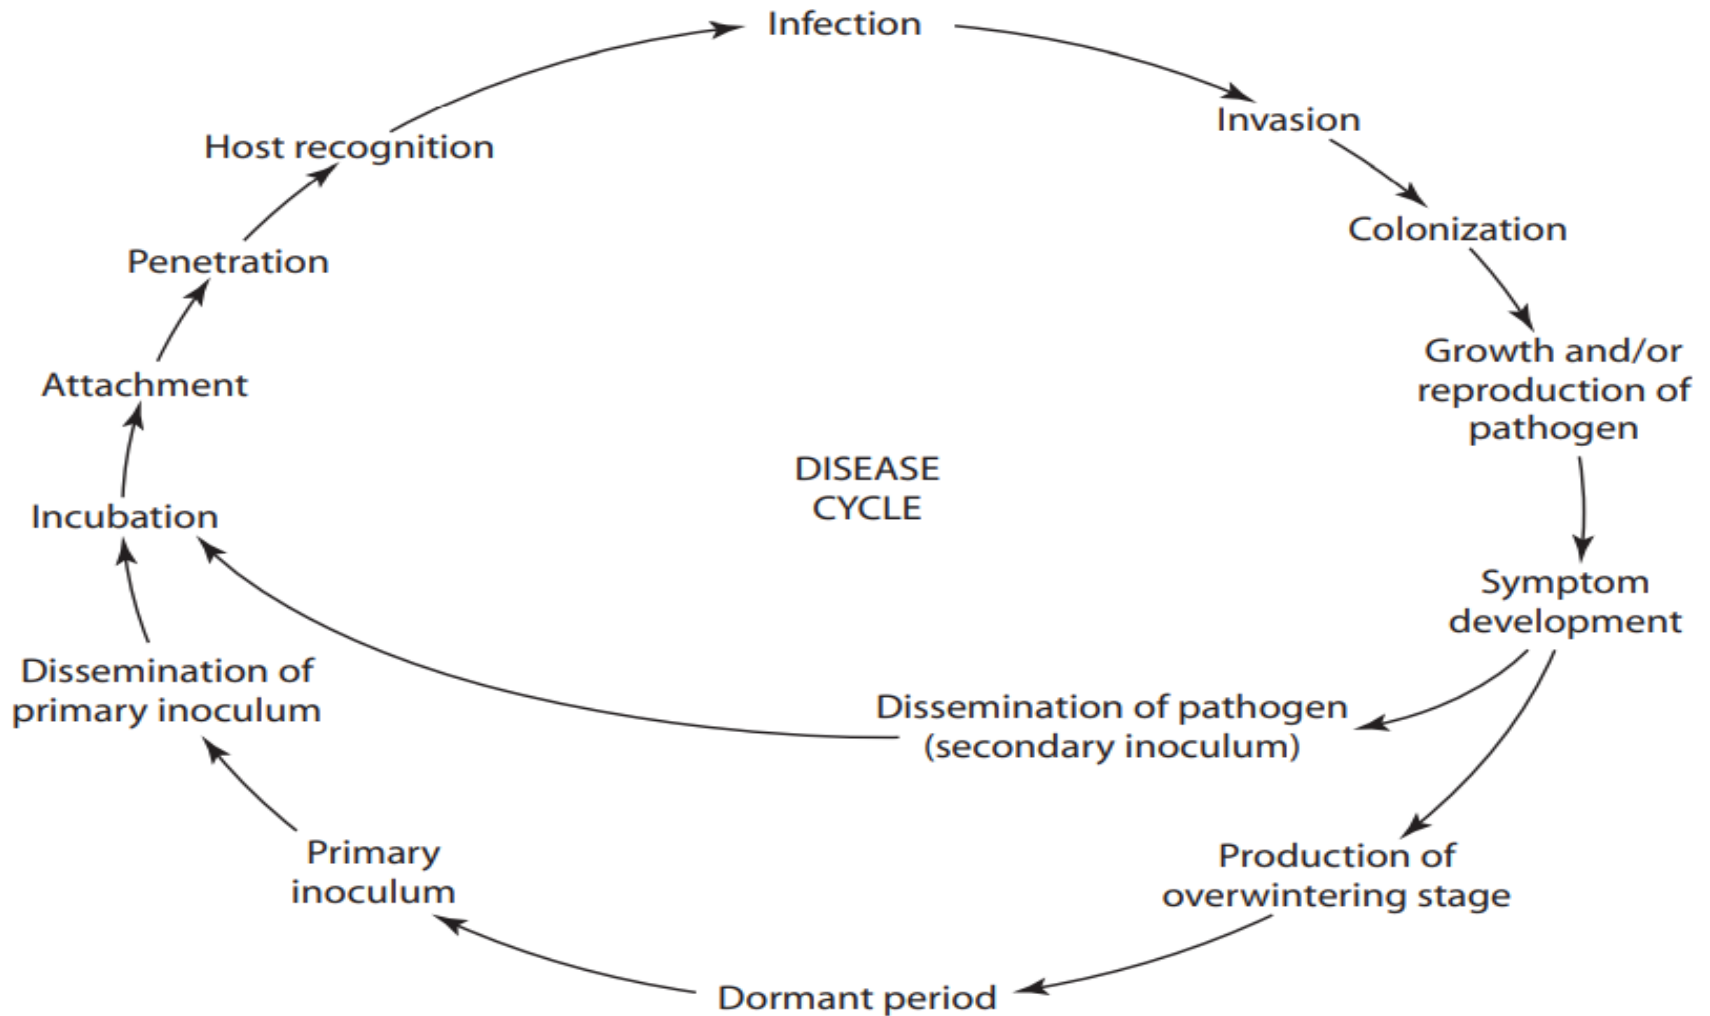 Infection
Invasion
Host recognition
Colonization
Penetration
Growth and/or
reproduction of
pathogen
Attachment
DISEASE
CYCLE
Incubation
Symptom
development
Dissemination of
primary inoculum
Dissemination of pathogen
(secondary inoculum)
Primary
inoculum
Production of
overwintering stage
Dormant period